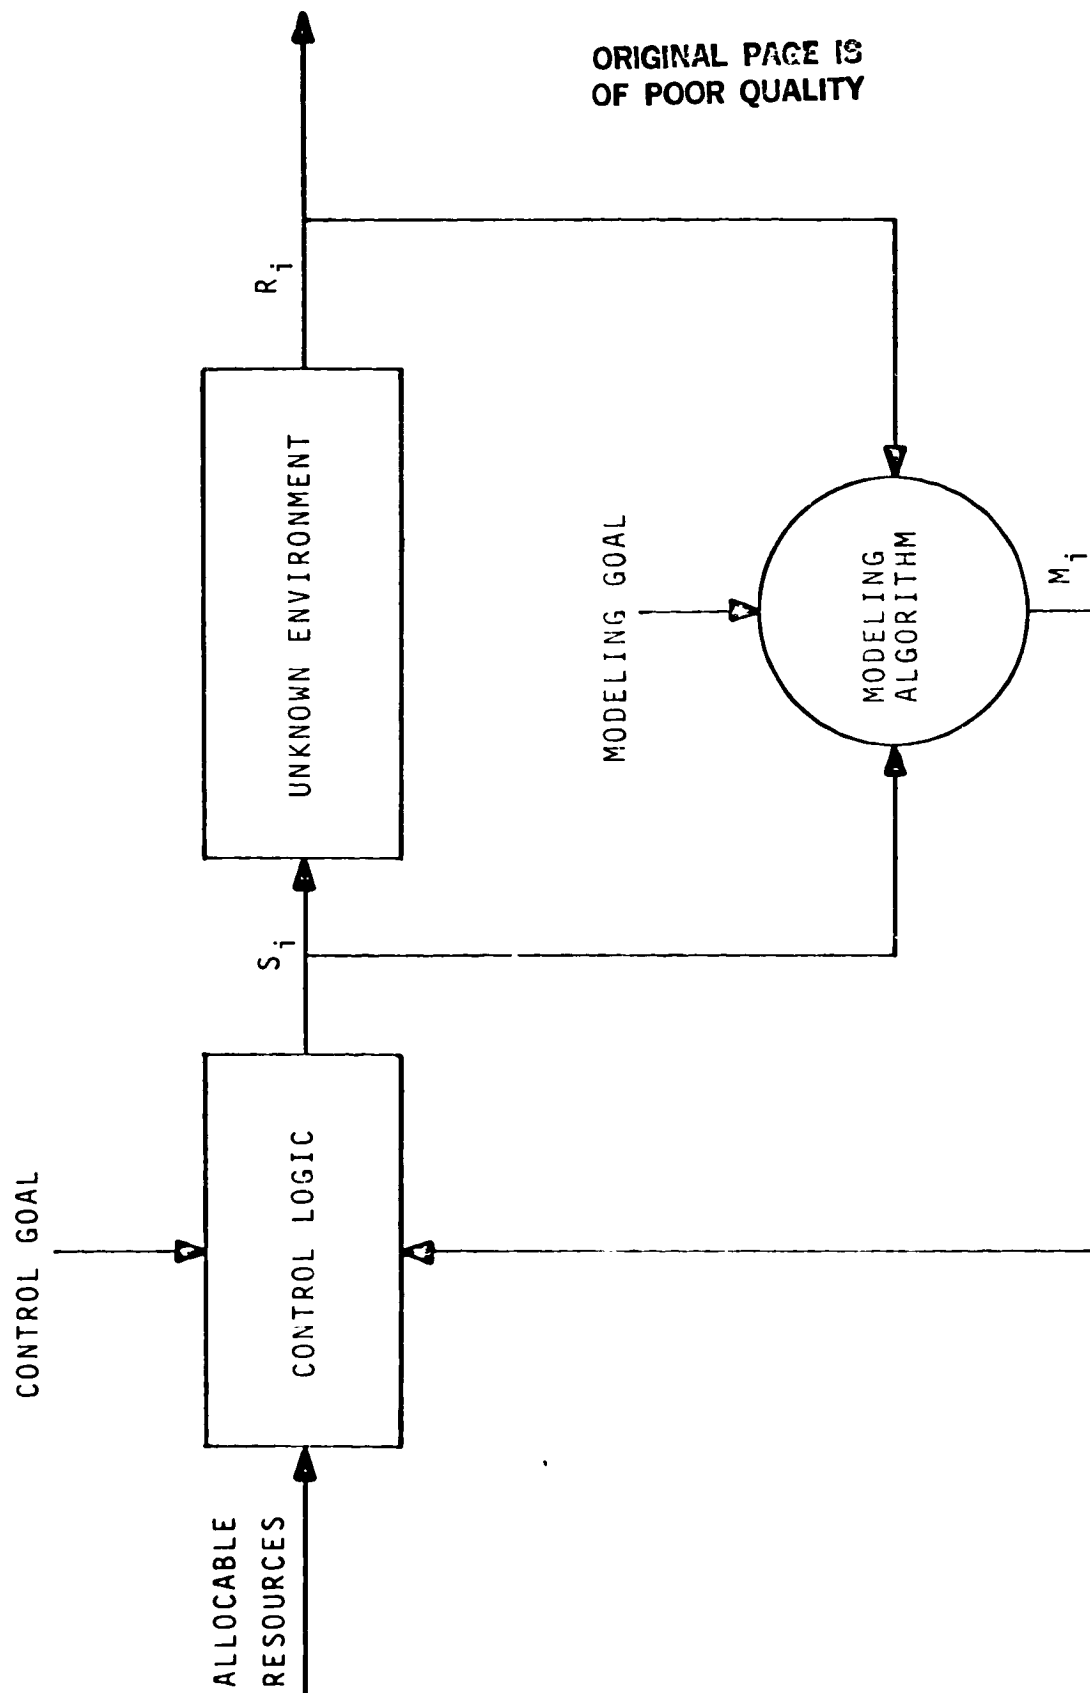 ORIGINAL PAGE IS
OF POOR QUALITY
CONTROL GOAL
ALLOCABLE
RESOURCES
CONTROL LOGIC
S_i
UNKNOWN ENVIRONMENT
R_i
MODELING GOAL
MODELING
ALGORITHM
M_i